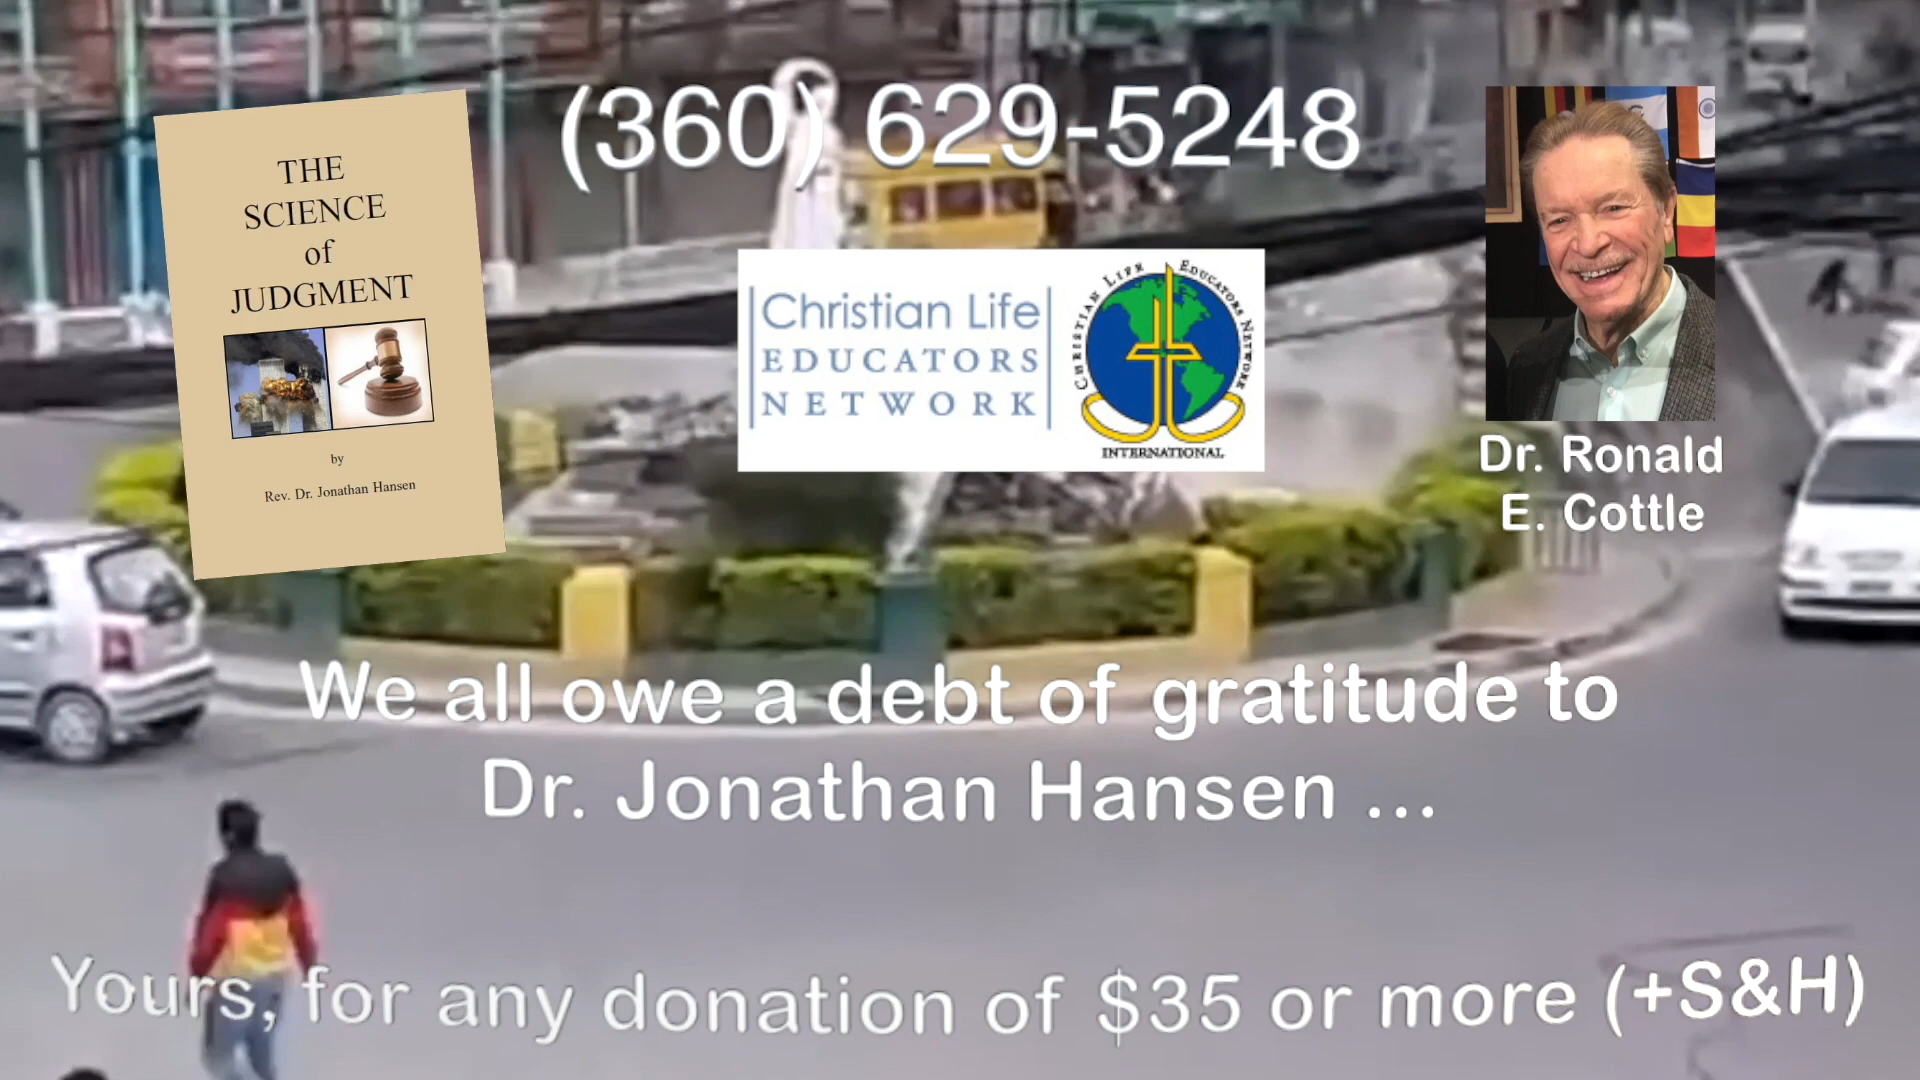 (360) 629-5248
THE
SCIENCE
of
JUDGMENT
by
Rev. Dr. Jonathan Hansen
Christian Life
EDUCATORS
NETWORK
CHRISTIAN LIFE EDUCATORS NETWORK
INTERNATIONAL
Dr. Ronald
E. Cottle
We all owe a debt of gratitude to
Dr. Jonathan Hansen ...
Yours, for any donation of $35 or more (+S&H)